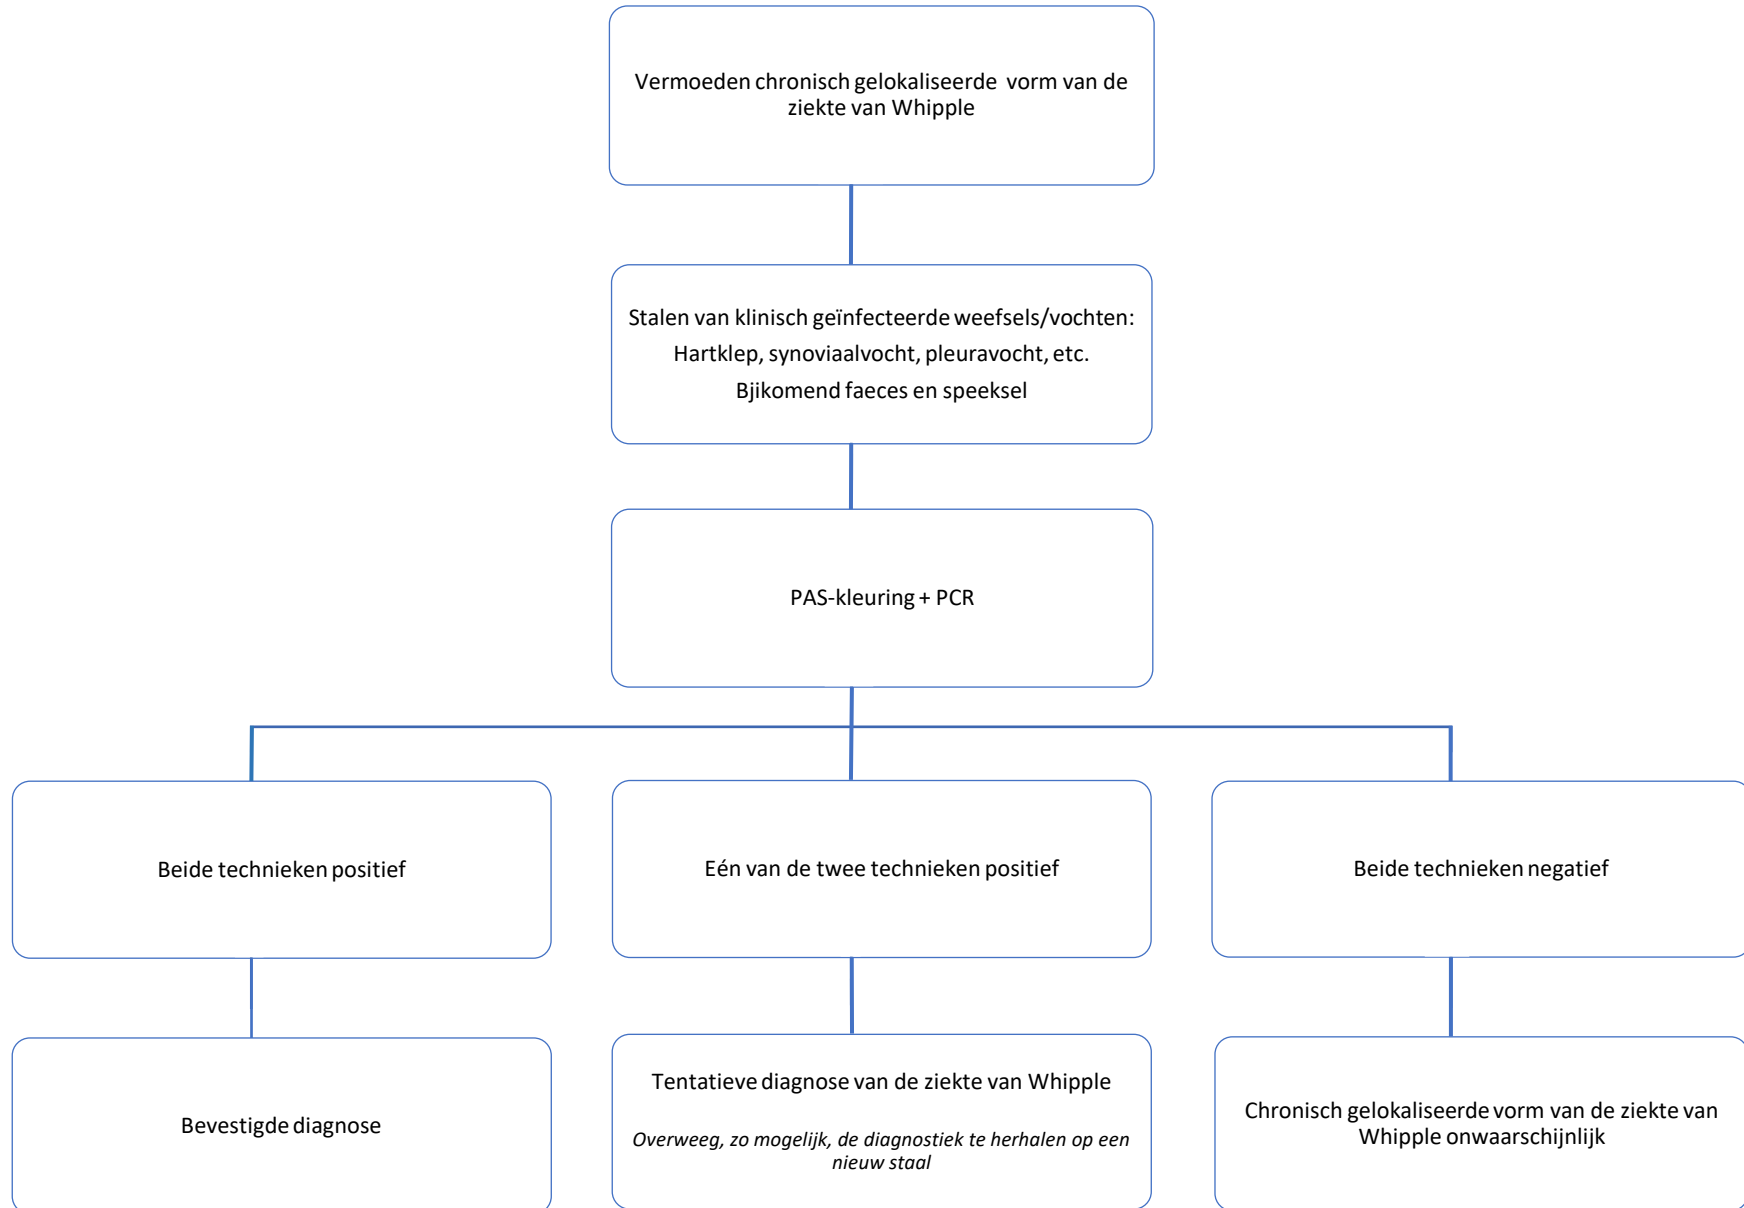 Vermoeden chronisch gelokaliseerde vorm van de
ziekte van Whipple
Stalen van klinisch geïnfecteerde weefsels/vochten:
Hartklep, synoviaalvocht, pleuravocht, etc.
Bjikomend faeces en speeksel
PAS-kleuring + PCR
Beide technieken positief
Eén van de twee technieken positief
Beide technieken negatief
Bevestigde diagnose
Tentatieve diagnose van de ziekte van Whipple
Overweeg, zo mogelijk, de diagnostiek te herhalen op een
nieuw staal
Chronisch gelokaliseerde vorm van de ziekte van
Whipple onwaarschijnlijk